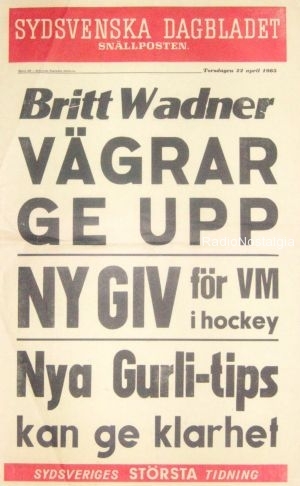 SYDSVENSKA DAGBLADET
SNÄLLPOSTEN.
Torsdagen 22 april 1965
Britt Wadner
VÄGRAR
GE UPP
RadioNostalgia
NY GIV för VM
i hockey
Nya Gurli-tips
kan ge klarhet
SYDSVERIGES STÖRSTA TIDNING